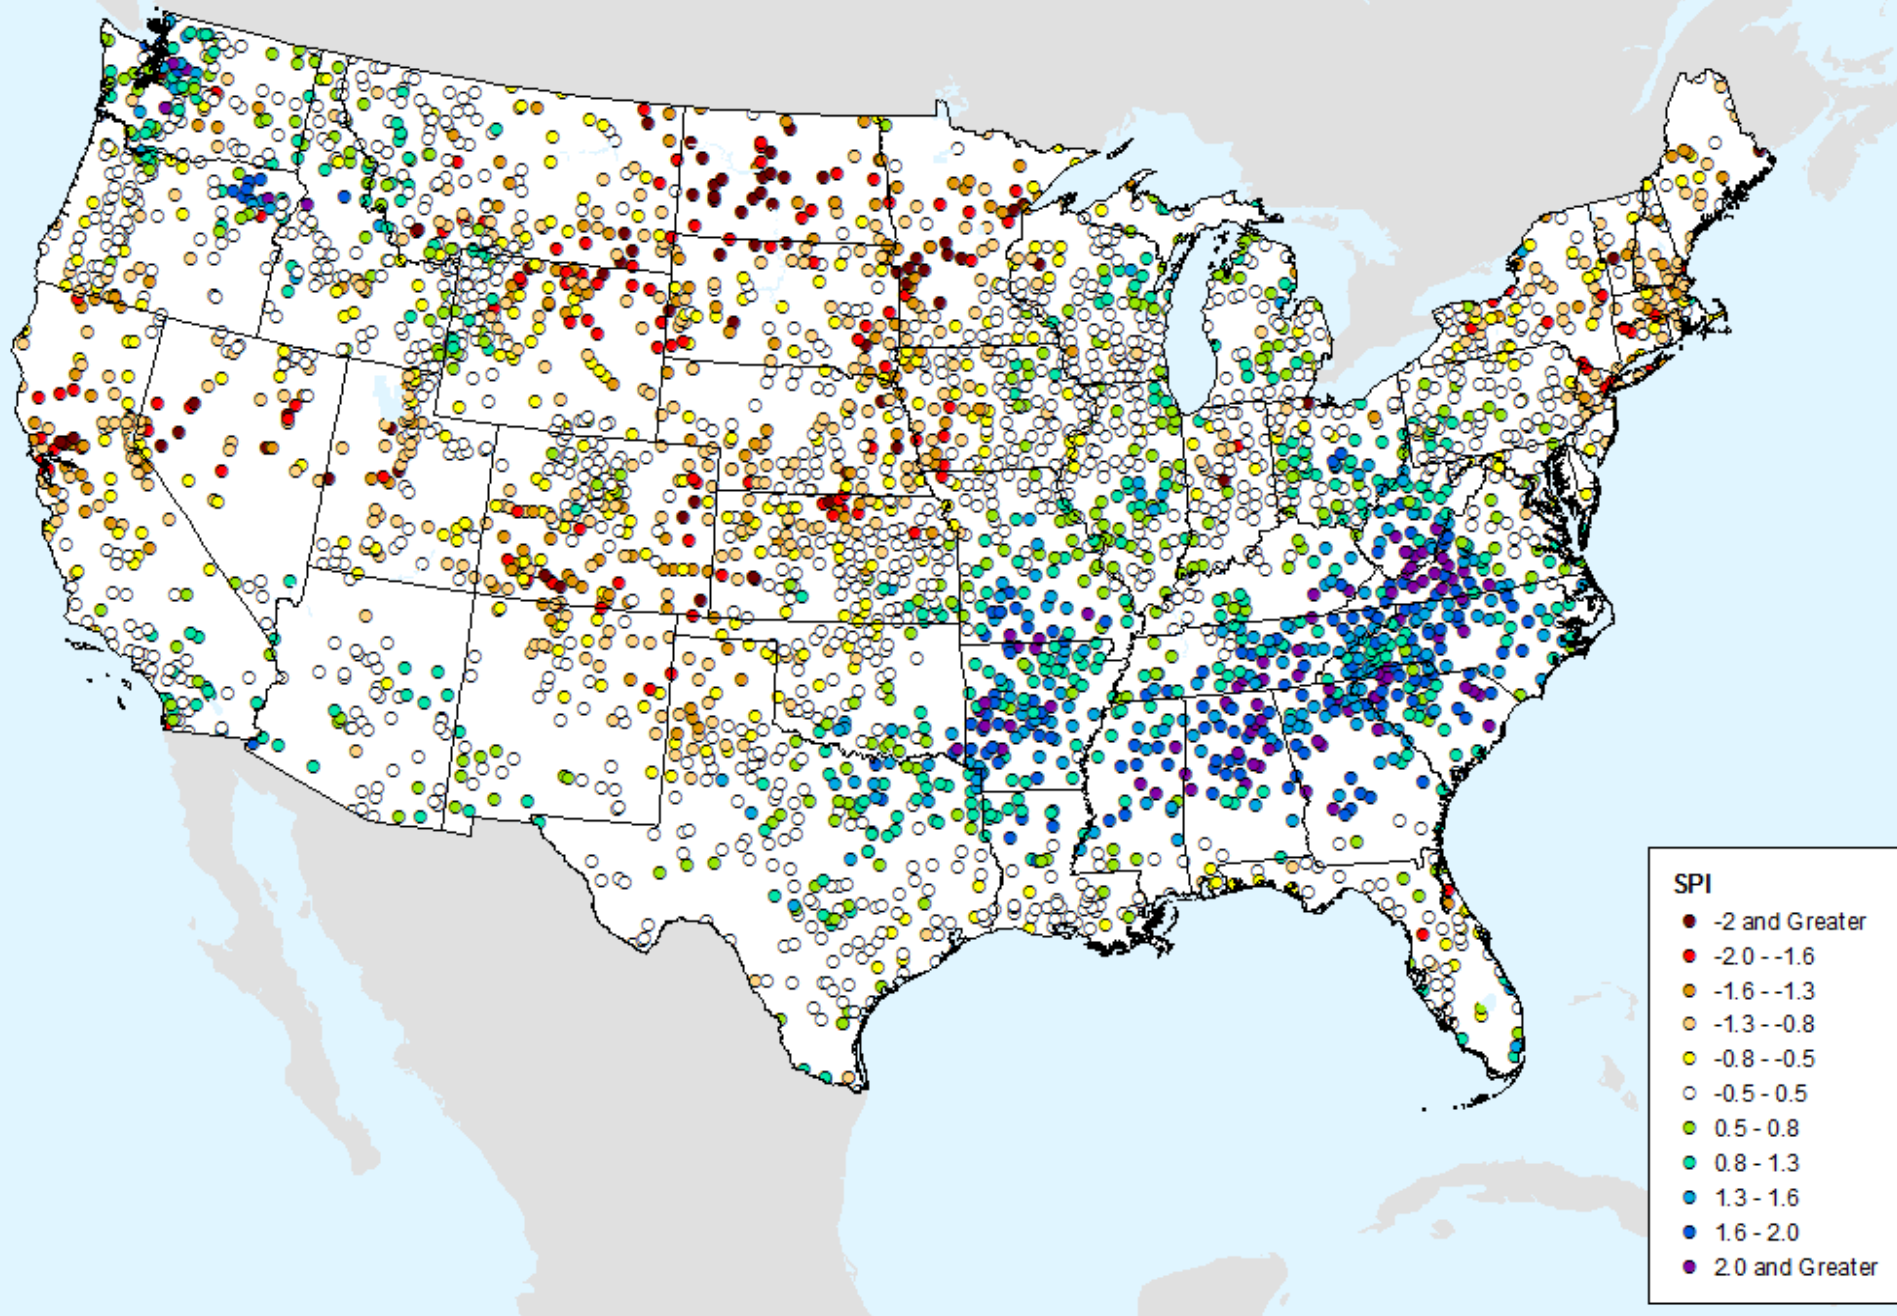 SPI
-2 and Greater
-2.0 - -1.6
-1.6 - -1.3
-1.3 - -0.8
-0.8 - -0.5
-0.5 - 0.5
0.5 - 0.8
0.8 - 1.3
1.3 - 1.6
1.6 - 2.0
2.0 and Greater